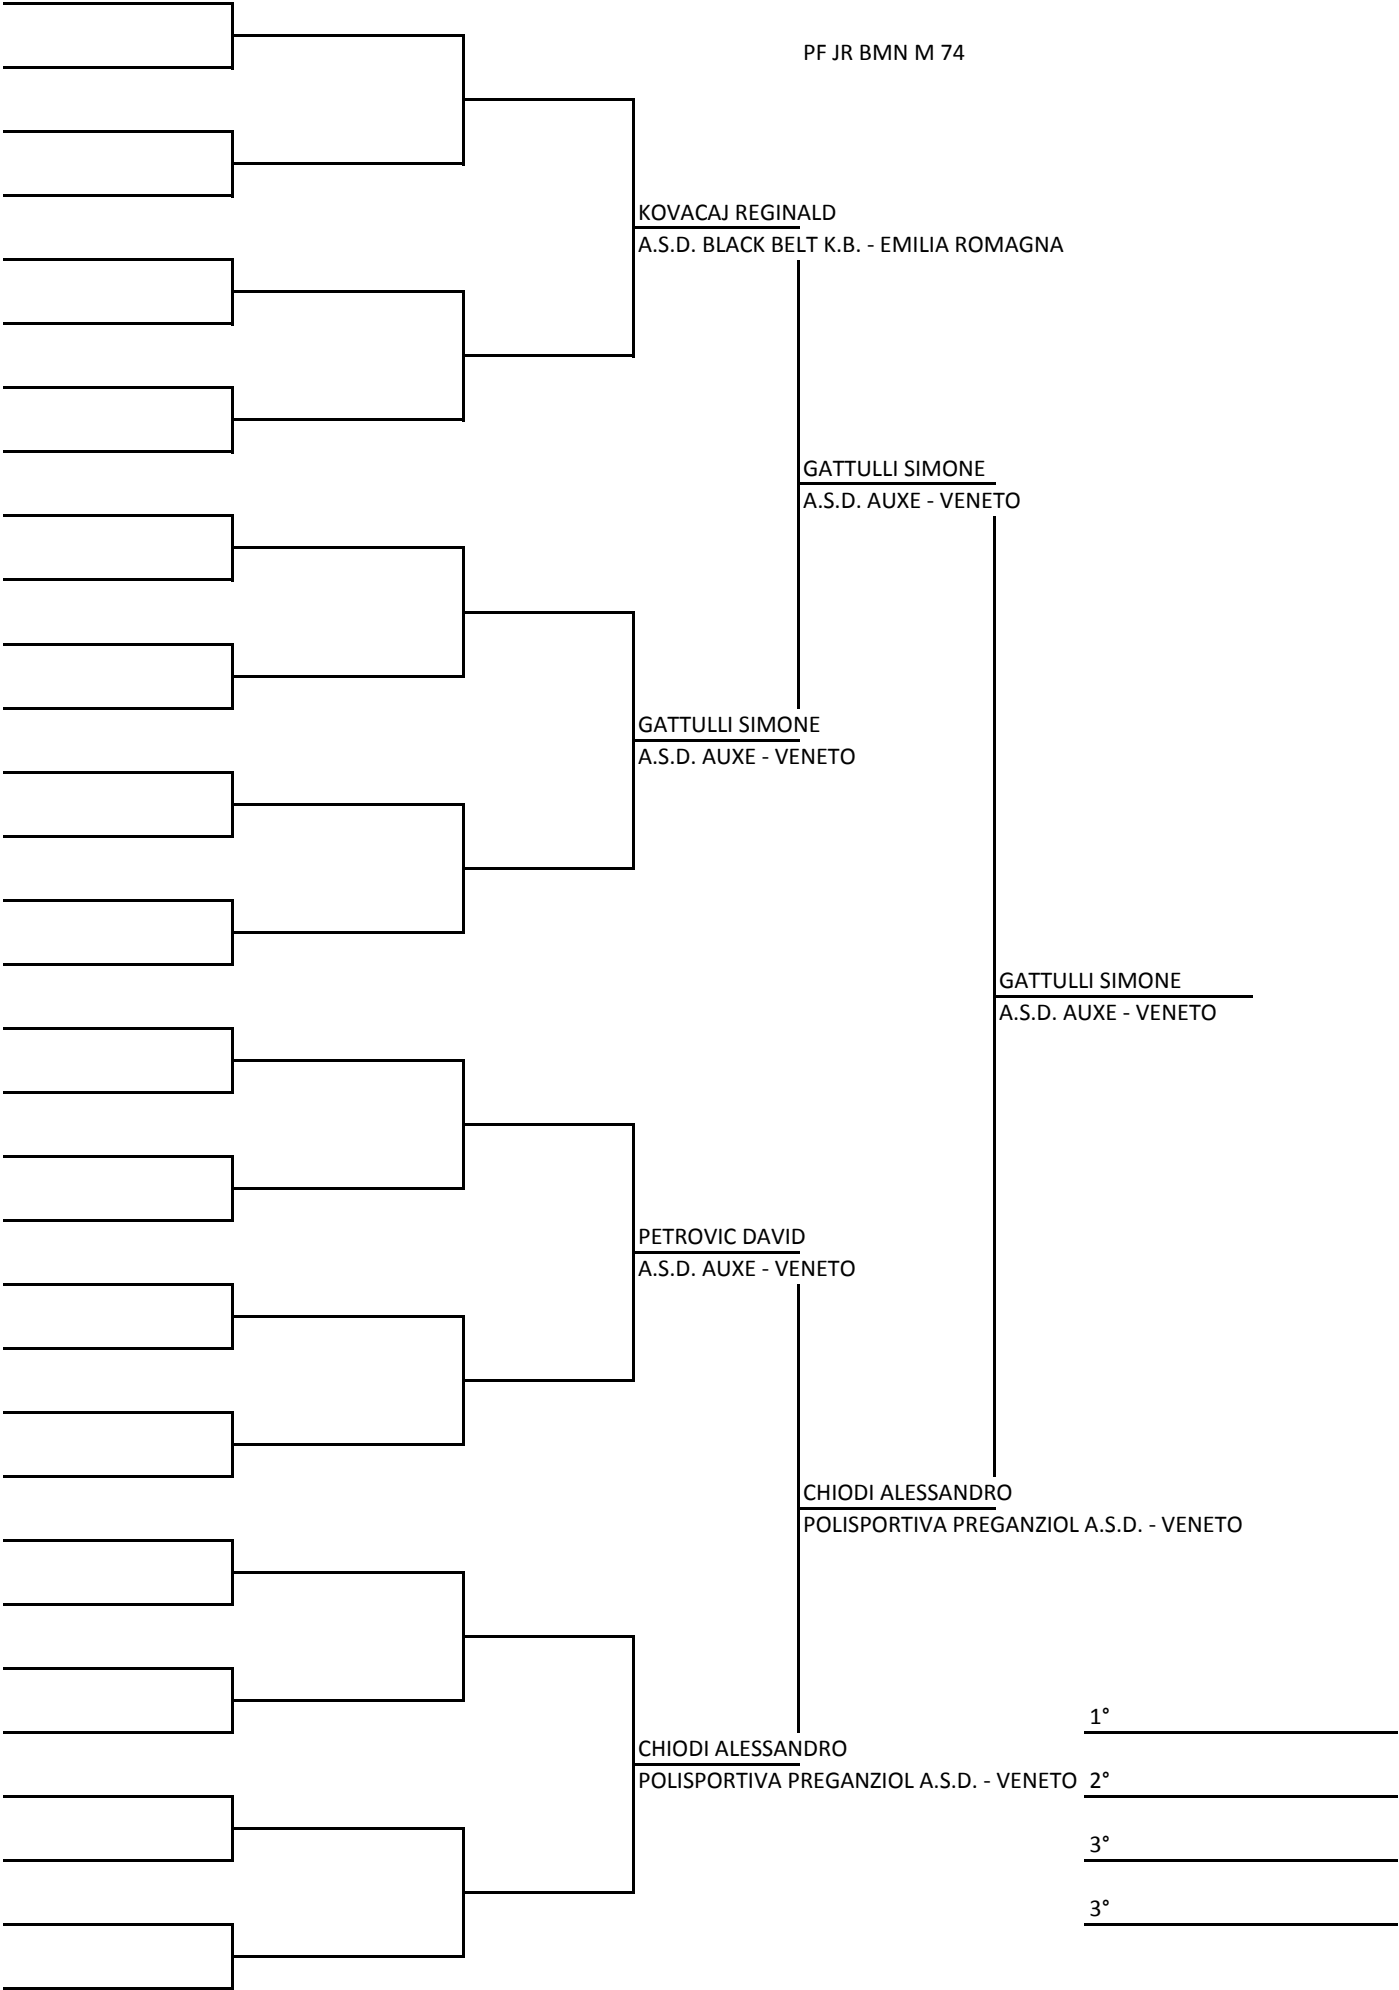 PF JR BMN M 74
KOVACAJ REGINALD
A.S.D. BLACK BELT K.B. - EMILIA ROMAGNA
GATTULLI SIMONE
A.S.D. AUXE - VENETO
GATTULLI SIMONE
A.S.D. AUXE - VENETO
GATTULLI SIMONE
A.S.D. AUXE - VENETO
PETROVIC DAVID
A.S.D. AUXE - VENETO
CHIODI ALESSANDRO
POLISPORTIVA PREGANZIOL A.S.D. - VENETO
1°
CHIODI ALESSANDRO
POLISPORTIVA PREGANZIOL A.S.D. - VENETO 2°
3°
3°